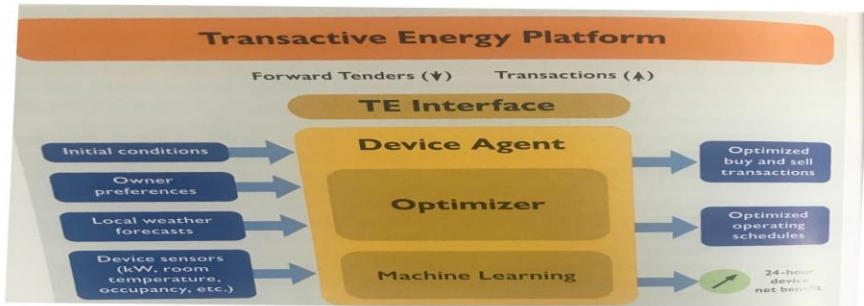 Transactive Energy Platform
Forward Tenders (↓) Transactions (↑)
TE Interface
Device Agent
Initial conditions
Owner
preferences
Local weather
forecasts
Device sensors
(kW, room
temperature,
occupancy, etc.)
Optimizer
Machine Learning
Optimized
buy and sell
transactions
Optimized
operating
schedules
24-hour
device
net benefit